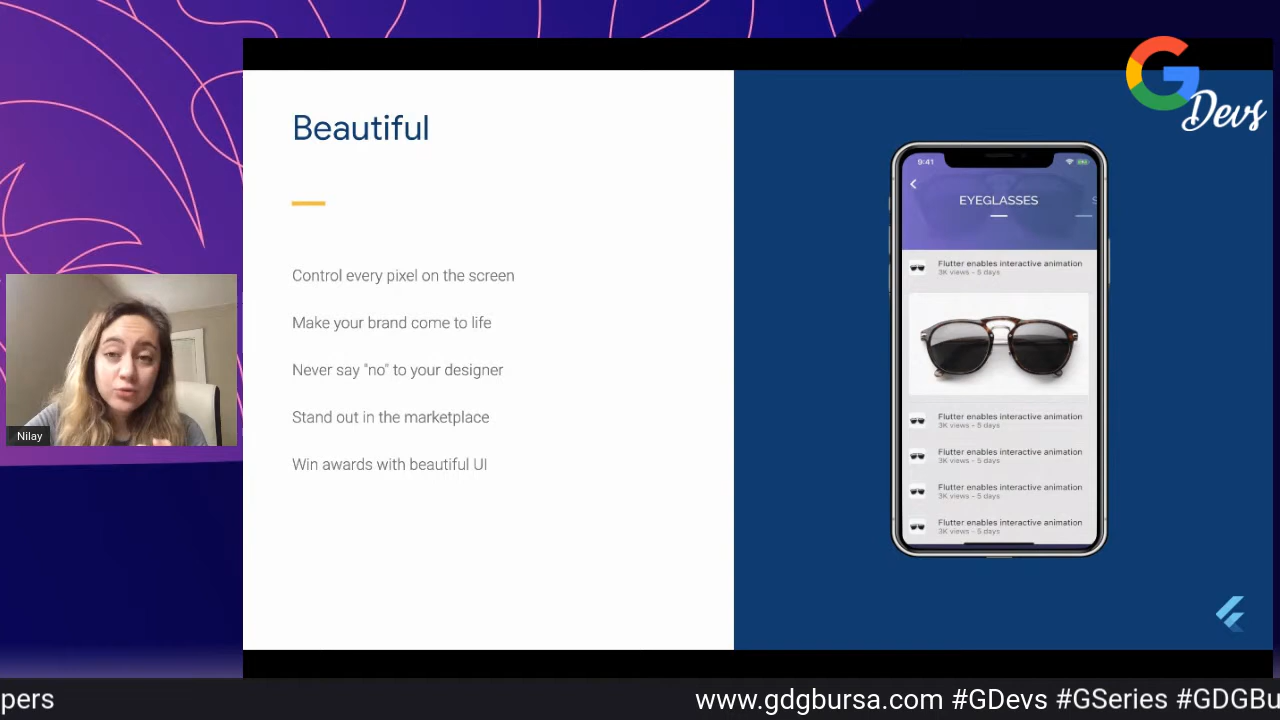 Beautiful
Control every pixel on the screen
Make your brand come to life
Never say "no" to your designer
Stand out in the marketplace
Win awards with beautiful UI
G
Devs
9:41
EYEGLASSES
S
Flutter enables interactive animation
3K views – 5 days
Flutter enables interactive animation
3K views – 5 days
Flutter enables interactive animation
3K views – 5 days
Flutter enables interactive animation
3K views – 5 days
Flutter enables interactive animation
3K views – 5 days
Nilay
pers www.gdgbursa.com #GDevs #GSeries #GDGBu